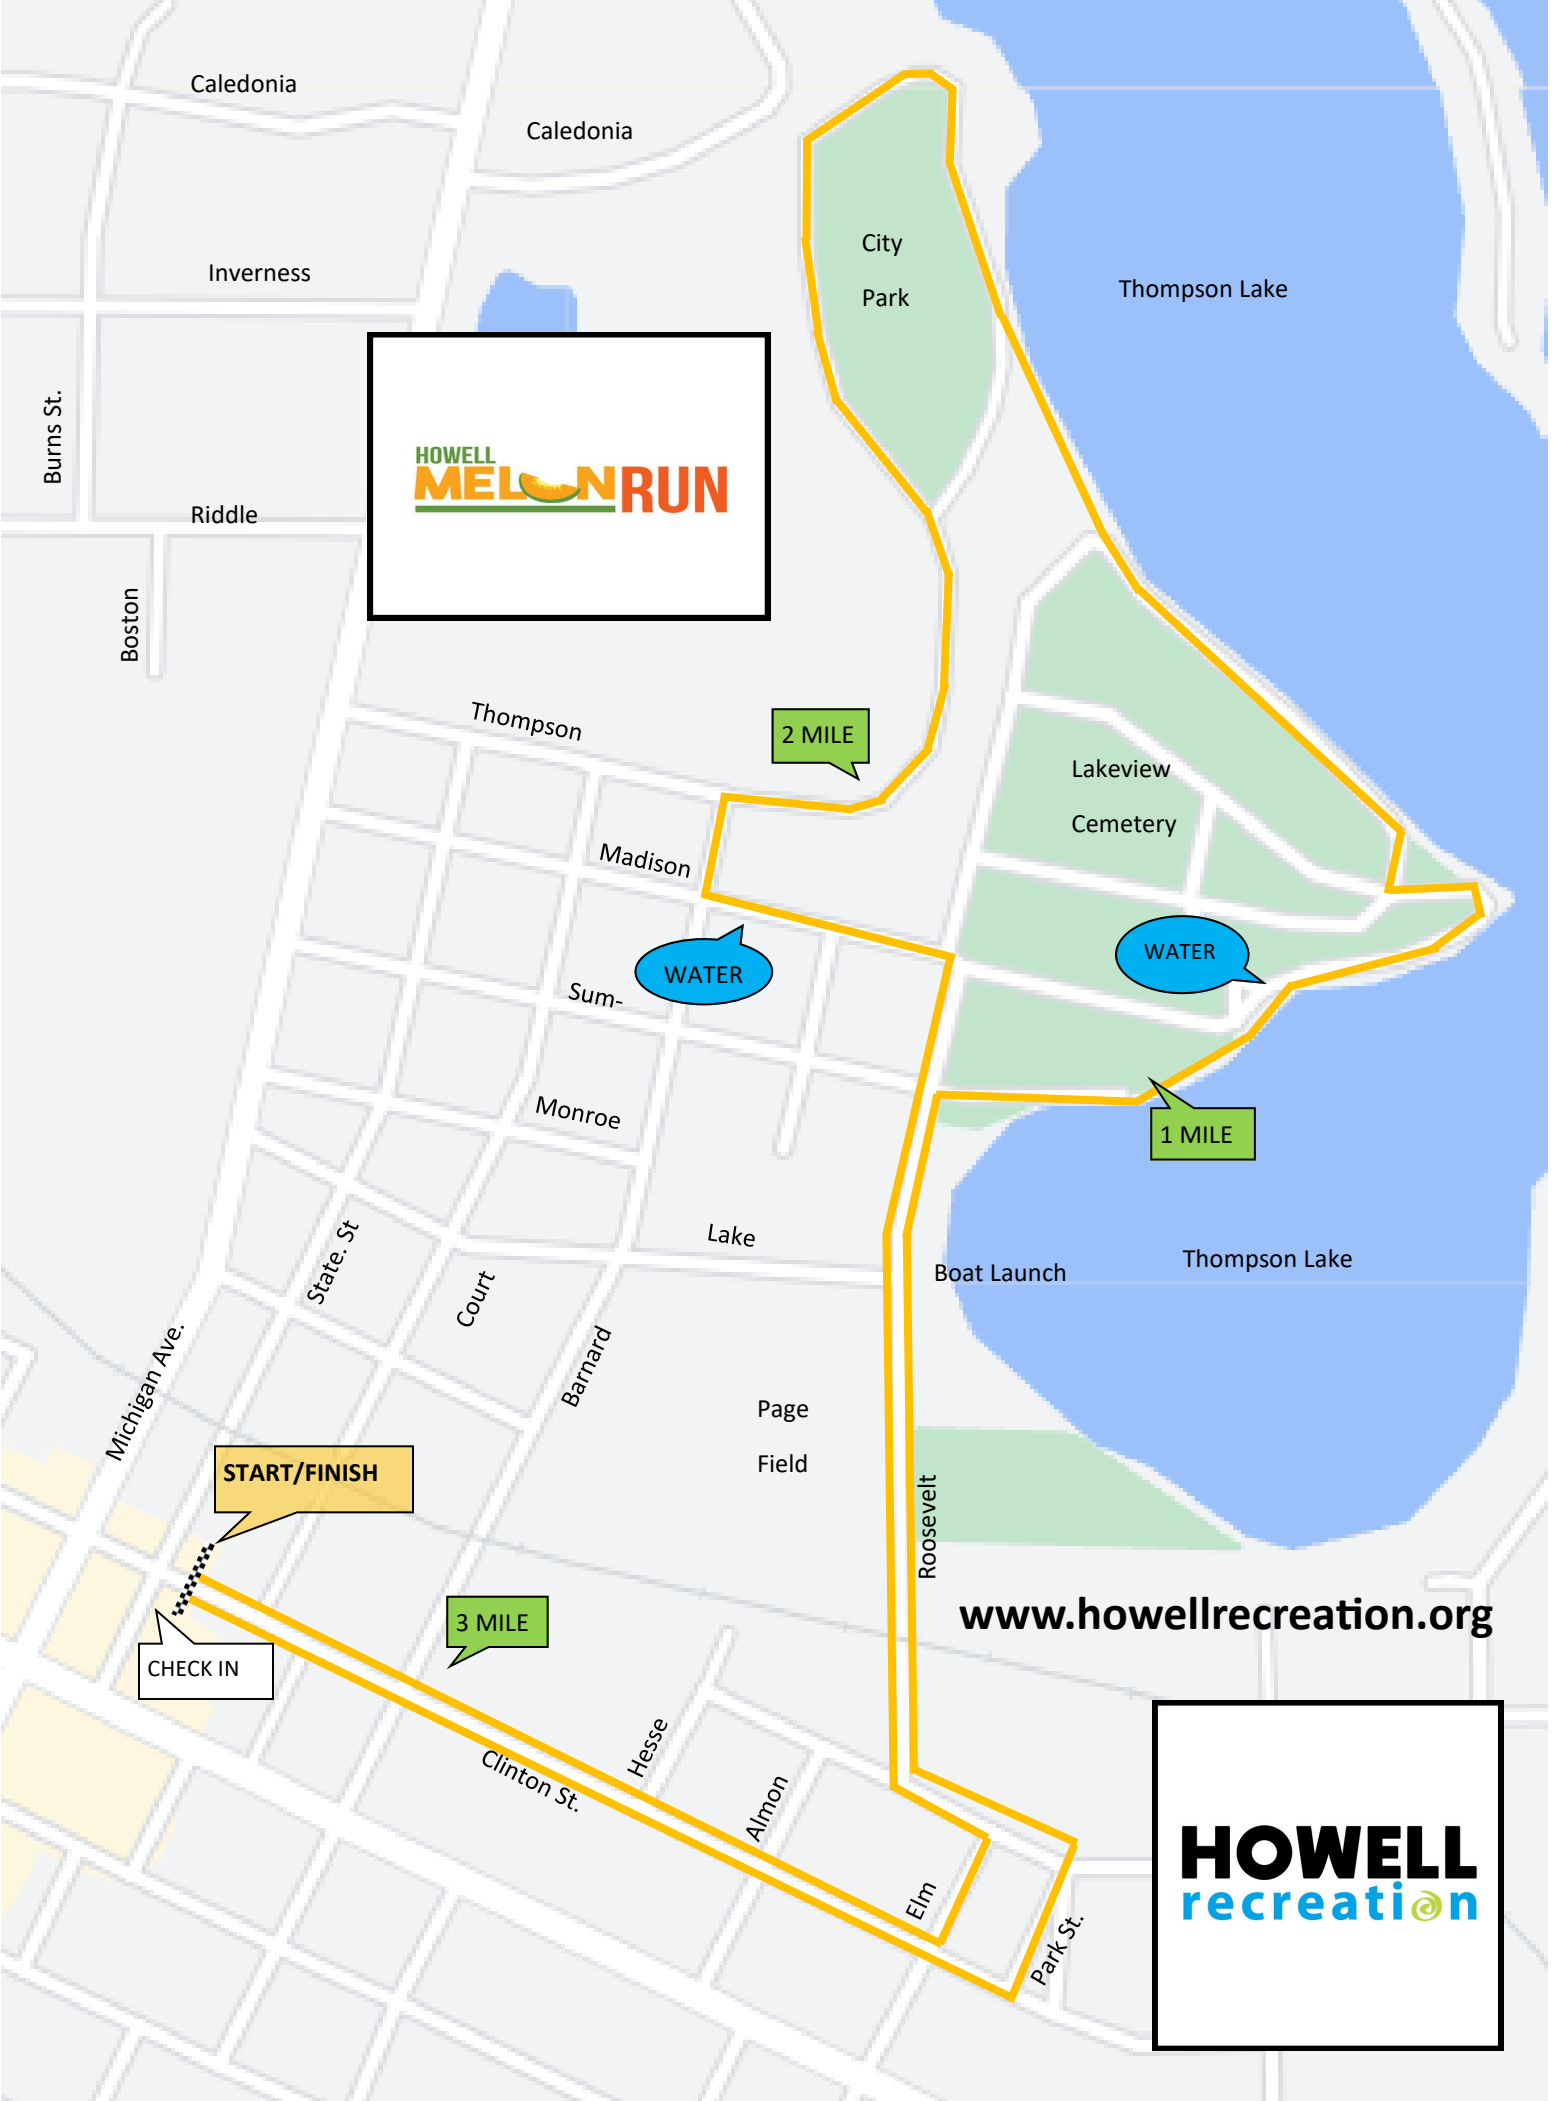 Caledonia
Caledonia
City
Park
Inverness
Thompson Lake
Burns St.
HOWELL
MELONRUN
Riddle
Boston
Thompson
2 MILE
Lakeview
Cemetery
Madison
WATER
WATER
Sum-
Monroe
1 MILE
Lake
State. St
Court
Boat Launch
Thompson Lake
Michigan Ave.
Barnard
Page
Field
START/FINISH
Roosevelt
www.howellrecreation.org
3 MILE
CHECK IN
Hesse
Clinton St.
Almon
Elm
Park St.
HOWELL
recreation